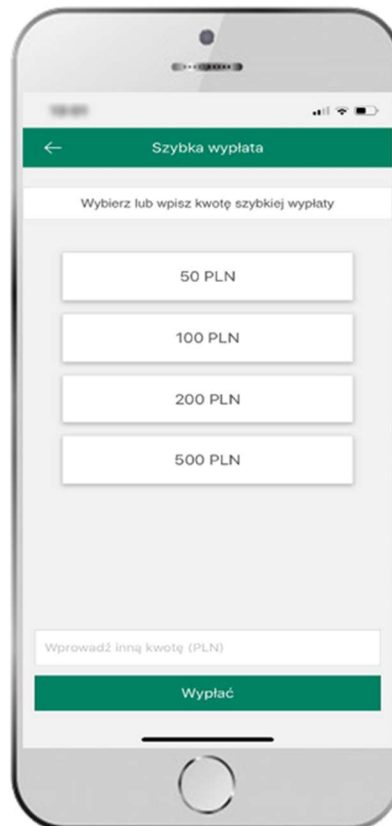 Szybka wypłata
Wybierz lub wpisz kwotę szybkiej wypłaty
50 PLN
100 PLN
200 PLN
500 PLN
Wprowadź inną kwotę (PLN)
Wypłać